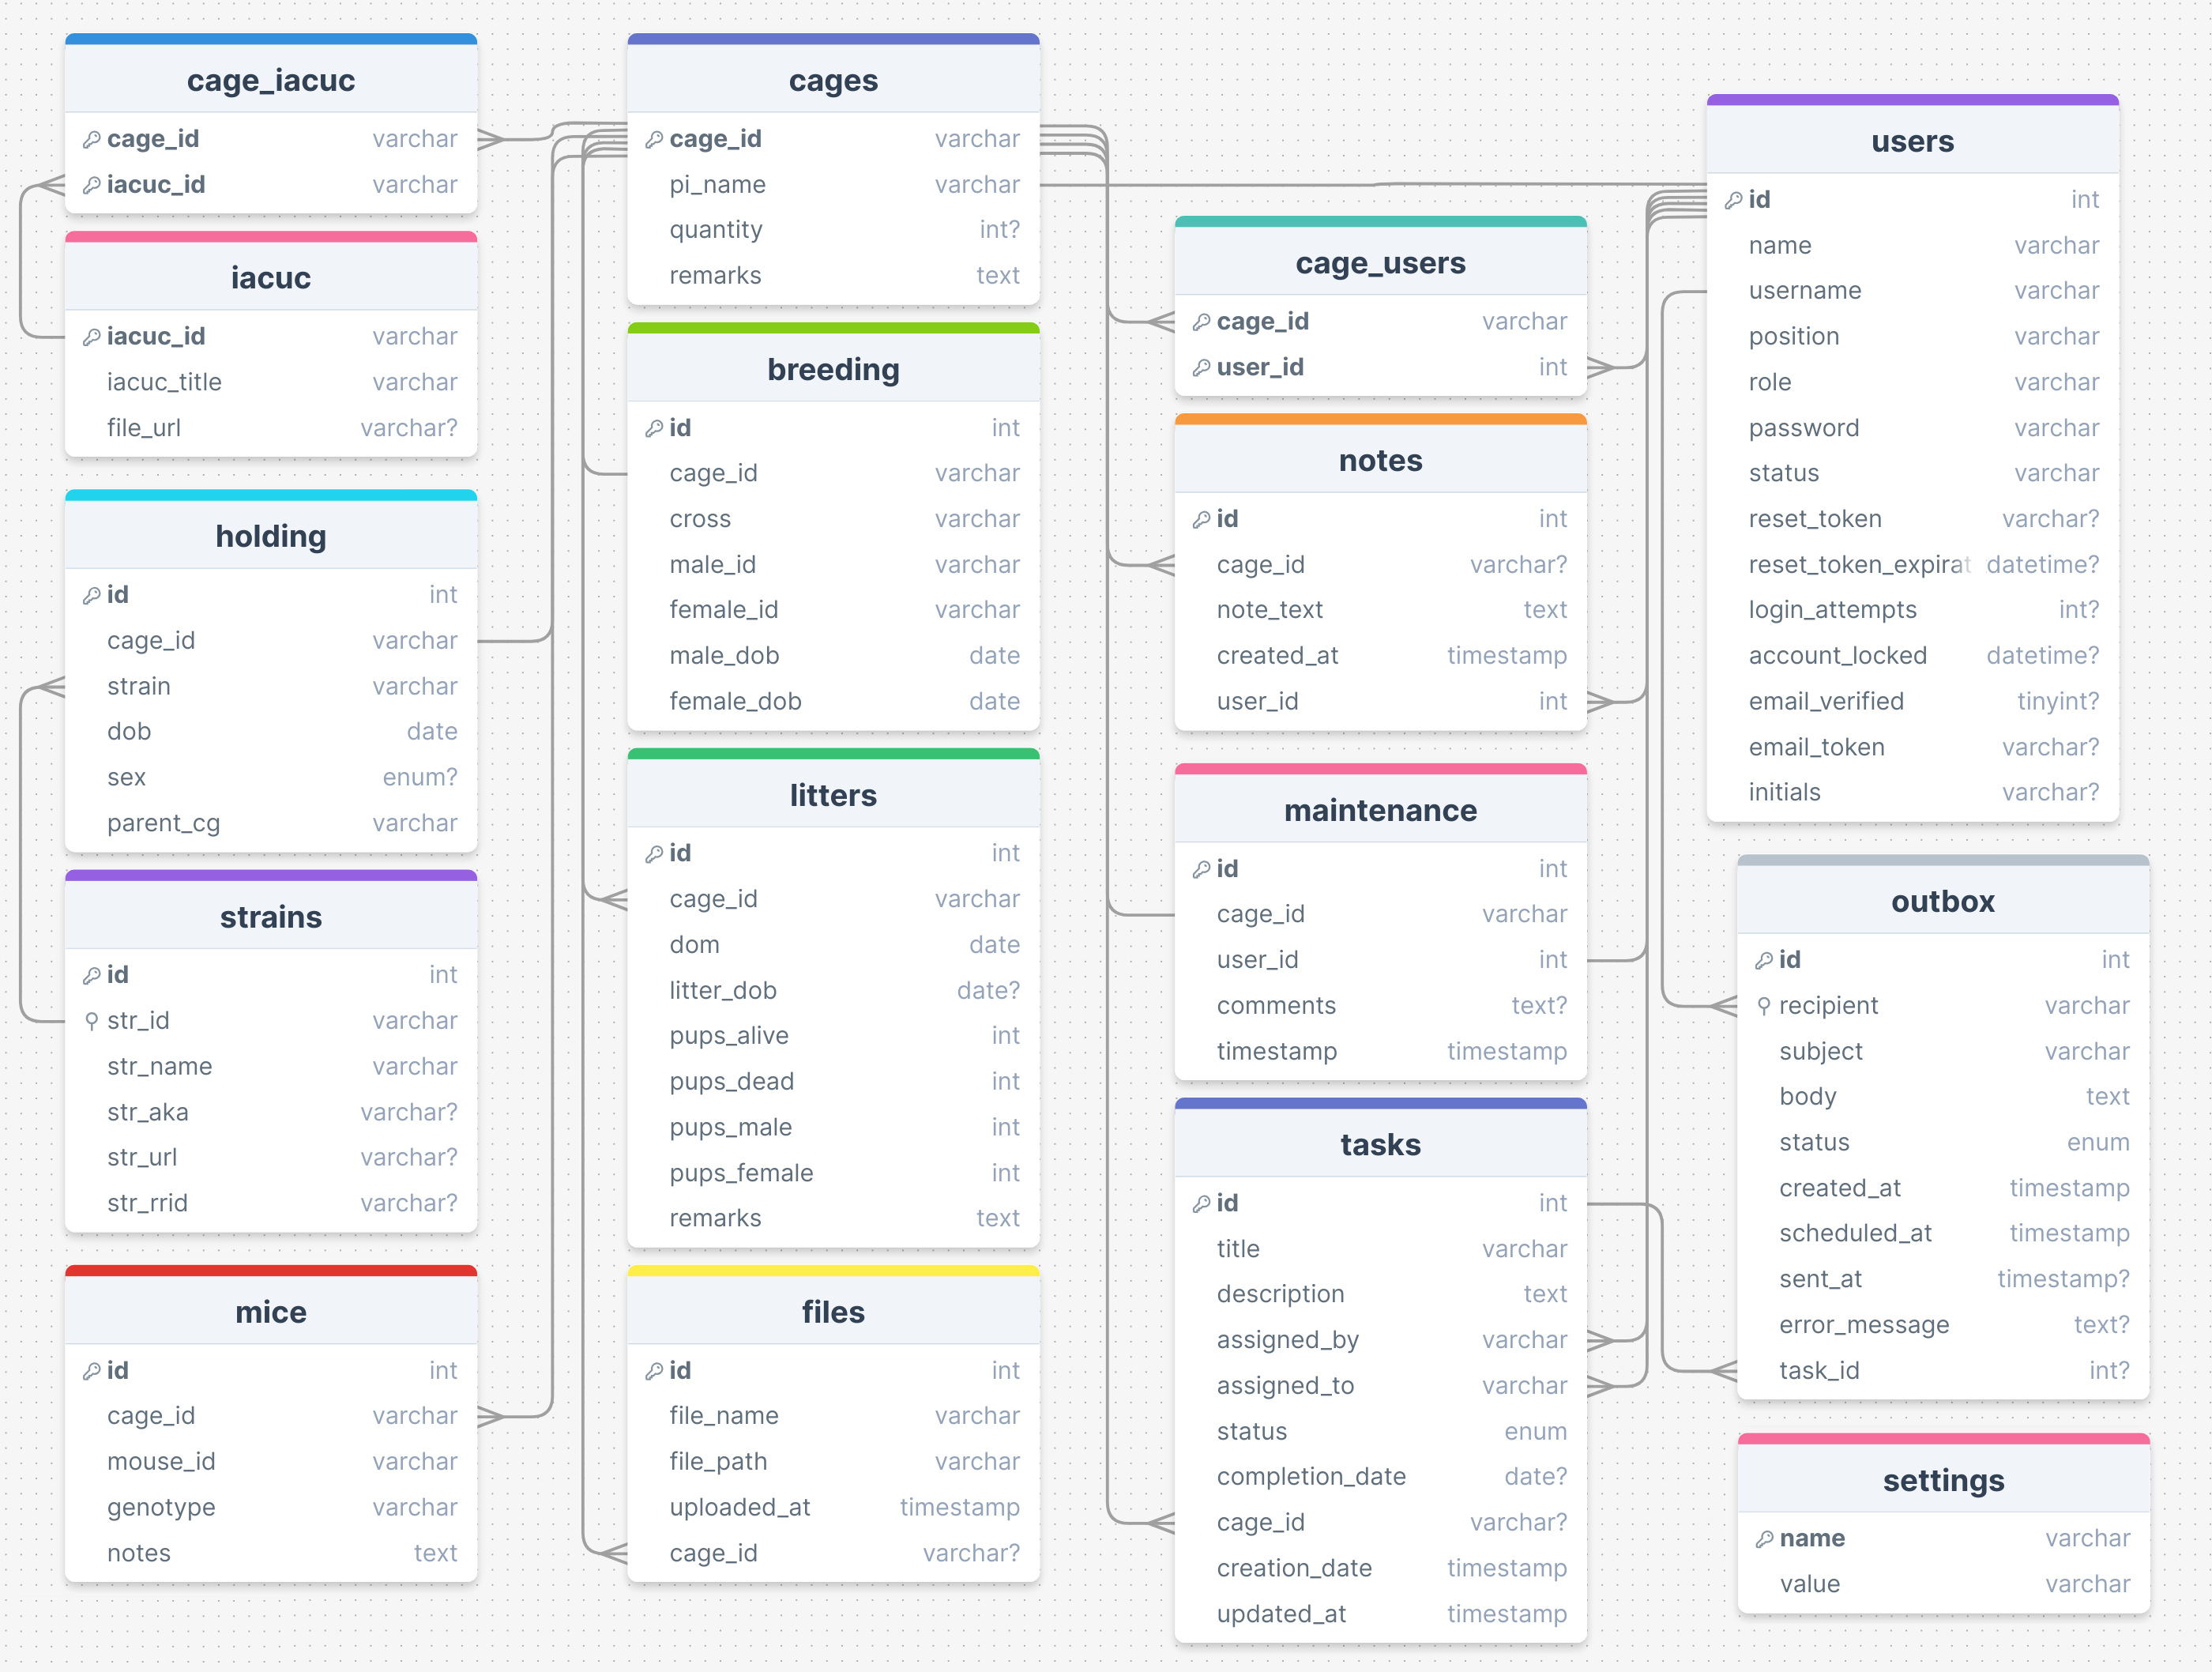 cage_iacuc
cage_id varchar
iacuc_id varchar
iacuc
iacuc_id varchar
iacuc_title varchar
file_url varchar?
holding
id int
cage_id varchar
strain varchar
dob date
sex enum?
parent_cg varchar
strains
id int
str_id varchar
str_name varchar
str_aka varchar?
str_url varchar?
str_rrid varchar?
mice
id int
cage_id varchar
mouse_id varchar
genotype varchar
notes text
cages
cage_id varchar
pi_name varchar
quantity int?
remarks text
breeding
id int
cage_id varchar
cross varchar
male_id varchar
female_id varchar
male_dob date
female_dob date
litters
id int
cage_id varchar
dom date
litter_dob date?
pups_alive int
pups_dead int
pups_male int
pups_female int
remarks text
files
id int
file_name varchar
file_path varchar
uploaded_at timestamp
cage_id varchar?
cage_users
cage_id varchar
user_id int
notes
id int
cage_id varchar?
note_text text
created_at timestamp
user_id int
maintenance
id int
cage_id varchar
user_id int
comments text?
timestamp timestamp
tasks
id int
title varchar
description text
assigned_by varchar
assigned_to varchar
status enum
completion_date date?
cage_id varchar?
creation_date timestamp
updated_at timestamp
users
id int
name varchar
username varchar
position varchar
role varchar
password varchar
status varchar
reset_token varchar?
reset_token_expirat datetime?
login_attempts int?
account_locked datetime?
email_verified tinyint?
email_token varchar?
initials varchar?
outbox
id int
recipient varchar
subject varchar
body text
status enum
created_at timestamp
scheduled_at timestamp
sent_at timestamp?
error_message text?
task_id int?
settings
name varchar
value varchar